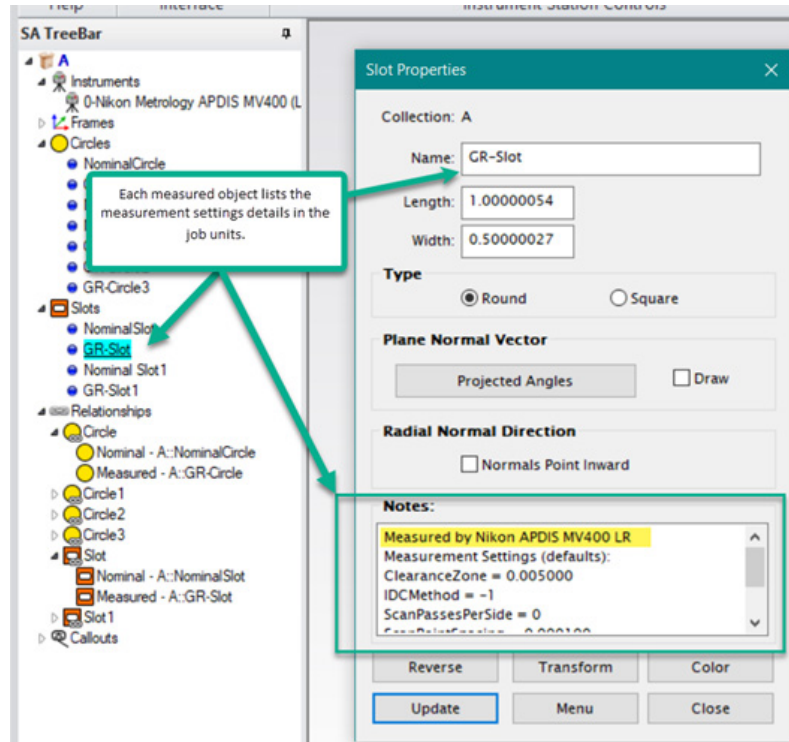 Help
Interface
Instrument Station Controls
SA TreeBar
A
Instruments
0-Nikon Metrology APDIS MV400 (L
Frames
Circles
NominalCircle
GR-Circle3
Slots
NominalSlot
GR-Slot
Nominal Slot1
GR-Slot1
Relationships
Circle
Nominal - A::NominalCircle
Measured - A::GR-Circle
Circle1
Circle2
Circle3
Slot
Nominal - A::NominalSlot
Measured - A::GR-Slot
Slot1
Callouts
Each measured object lists the
measurement settings details in the
job units.
Slot Properties
Collection: A
Name: GR-Slot
Length: 1.00000054
Width: 0.50000027
Type
Round Square
Plane Normal Vector
Projected Angles Draw
Radial Normal Direction
Normals Point Inward
Notes:
Measured by Nikon APDIS MV400 LR
Measurement Settings (defaults):
ClearanceZone = 0.005000
IDCMethod = -1
ScanPassesPerSide = 0
ScanPointSpacing = 0.000100
Reverse Transform Color
Update Menu Close